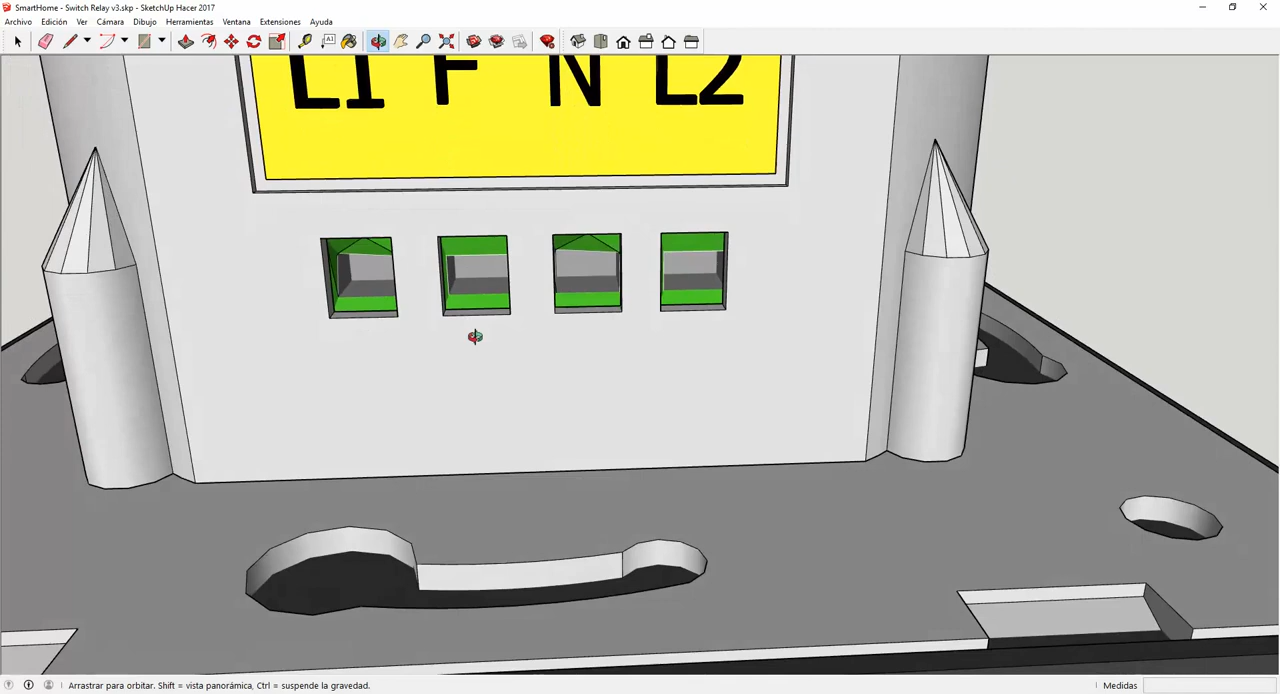 SmartHome - Switch Relay v3.skp - SketchUp Hacer 2017
Archivo Edición Ver Cámara Dibujo Herramientas Ventana Extensiones Ayuda
L1 F N L2
Arrastrar para orbitar. Shift = vista panorámica, Ctrl = suspende la gravedad.
Medidas